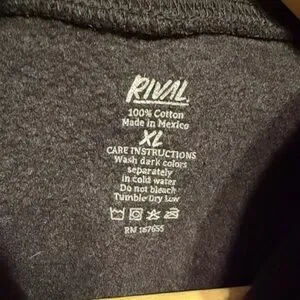 RIVAL
100% Cotton
Made in Mexico
XL
CARE INSTRUCTIONS
Wash dark colors
separately
in cold water
Do not bleach
Tumble Dry Low
RN 167655